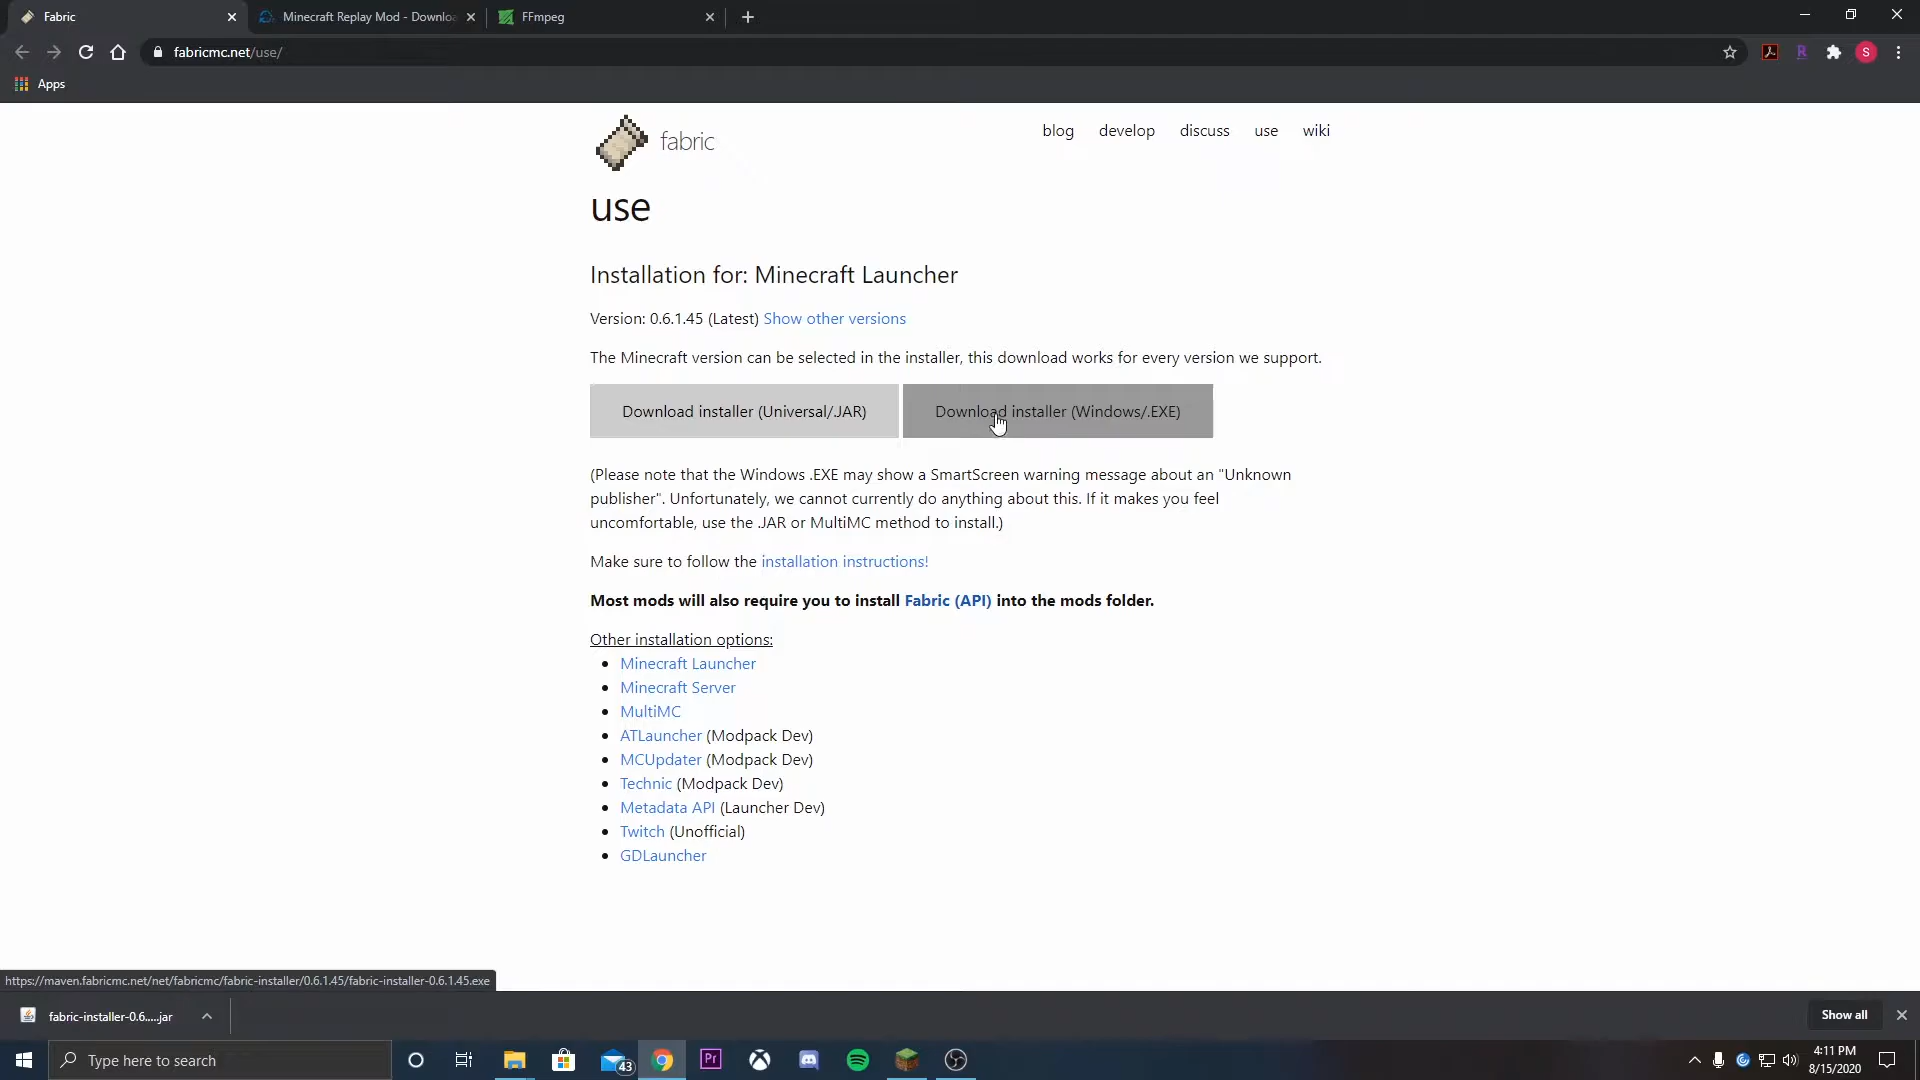 Fabric
Minecraft Replay Mod - Downloa
FFmpeg
fabricmc.net/use/
R
S
Apps
fabric
blog
develop
discuss
use
wiki
use
Installation for: Minecraft Launcher
Version: 0.6.1.45 (Latest) Show other versions
The Minecraft version can be selected in the installer, this download works for every version we support.
Download installer (Universal/.JAR)
Download installer (Windows/.EXE)
(Please note that the Windows .EXE may show a SmartScreen warning message about an "Unknown
publisher". Unfortunately, we cannot currently do anything about this. If it makes you feel
uncomfortable, use the .JAR or MultiMC method to install.)
Make sure to follow the installation instructions!
Most mods will also require you to install Fabric (API) into the mods folder.
Other installation options:
Minecraft Launcher
Minecraft Server
MultiMC
ATLauncher (Modpack Dev)
MCUpdater (Modpack Dev)
Technic (Modpack Dev)
Metadata API (Launcher Dev)
Twitch (Unofficial)
GDLauncher
https://maven.fabricmc.net/net/fabricmc/fabric-installer/0.6.1.45/fabric-installer-0.6.1.45.exe
fabric-installer-0.6.....jar
Show all
Type here to search
43
Pr
4:11 PM
8/15/2020